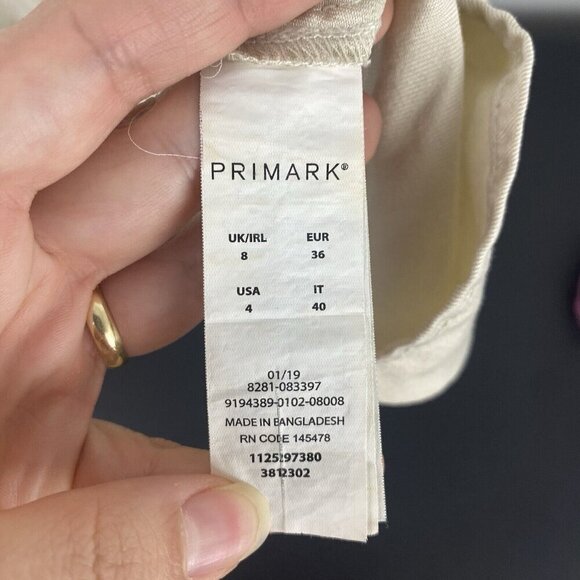 PRIMARK®
UK/IRL EUR
8 36
USA IT
4 40
01/19
8281-083397
9194389-0102-08008
MADE IN BANGLADESH
RN CODE 145478
1125297380
3812302